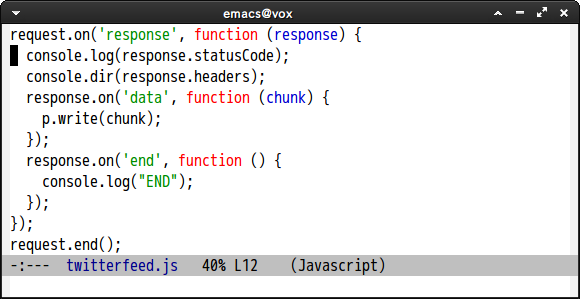 emacs@vox
request.on('response', function (response) {
  console.log(response.statusCode);
  console.dir(response.headers);
  response.on('data', function (chunk) {
    p.write(chunk);
  });
  response.on('end', function () {
    console.log("END");
  });
});
request.end();
-:---  twitterfeed.js   40% L12    (Javascript)